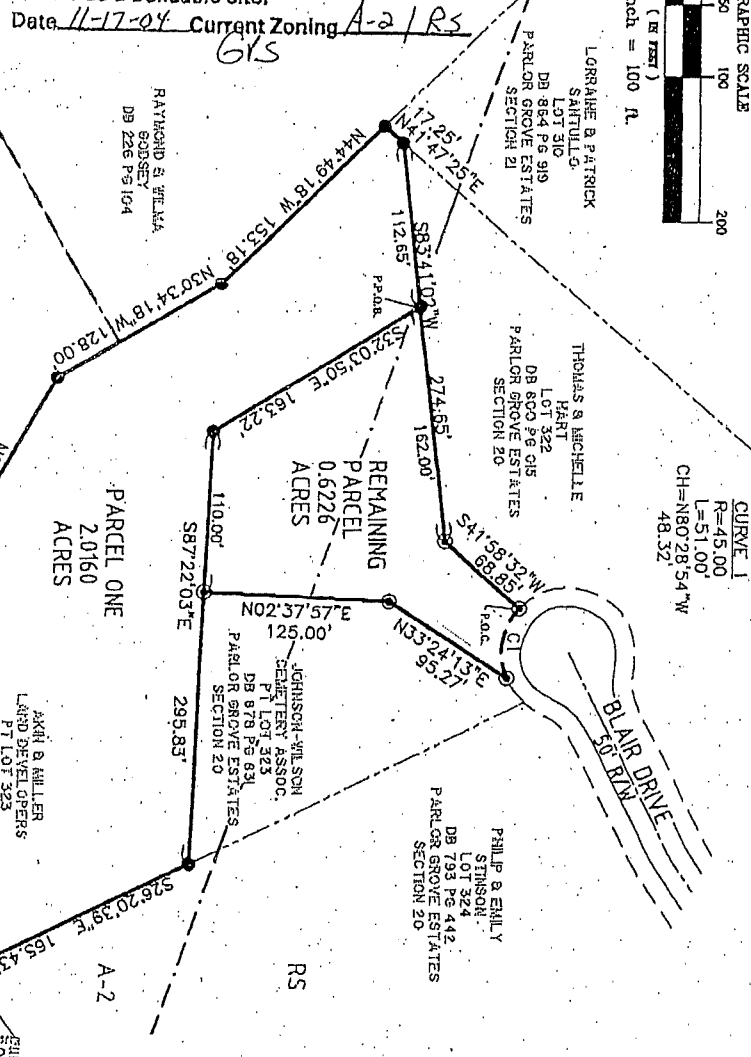 Date 11-17-04 Current Zoning A-2 / RS
GRAPHIC SCALE
50
100
200
( IN FEET )
inch = 100 ft.
LORRAINE & PATRICK
SANTULLO
LOT 310
DB 864 PG 919
PARLOR GROVE ESTATES
SECTION 21
17.25'
N47°47'25"E
RAYMOND & WILMA
GODSEY
DB 226 PG 104
N44°49'18"W 153.18'
N30°34'18"W
128.00'
S83°41'02"W
112.65'
P.P.O.B.
274.65'
162.00'
THOMAS & MICHELLE
HART
LOT 322
DB 800 PG 015
PARLOR GROVE ESTATES
SECTION 20
CURVE 1
R=45.00
L=51.00'
CH=N80°28'54"W
48.32'
S32°03'50"E
163.22'
REMAINING
PARCEL
0.6226
ACRES
S41°58'32"W
68.85'
P.O.C.
C1
BLAIR DRIVE
50' R/W
N33°24'13"E
95.27'
N02°37'57"E
125.00'
110.00'
S87°22'03"E
295.83'
PARCEL ONE
2.0160
ACRES
JOHNSON-WILSON
CEMETERY ASSOC.
PT LOT 323
DB 878 PG 631
PARLOR GROVE ESTATES
SECTION 20
AKIN & MILLER
LAND DEVELOPERS
PT LOT 323
PHILIP & EMILY
STINSON
LOT 324
DB 793 PG 442
PARLOR GROVE ESTATES
SECTION 20
S26°20'39"E
165.43
RS
A-2